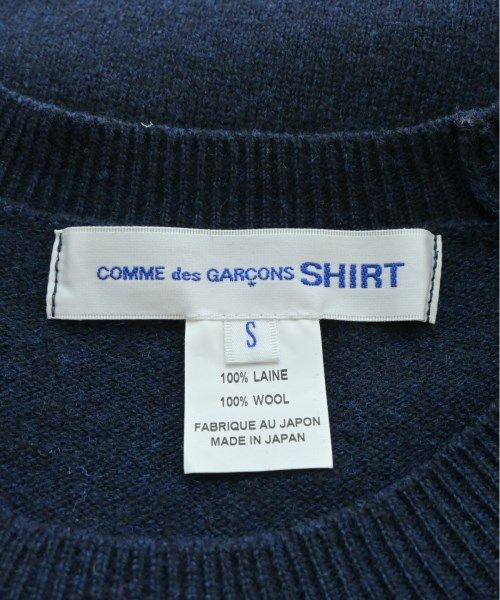 COMME des GARÇONS SHIRT
S
100% LAINE
100% WOOL
FABRIQUE AU JAPON
MADE IN JAPAN